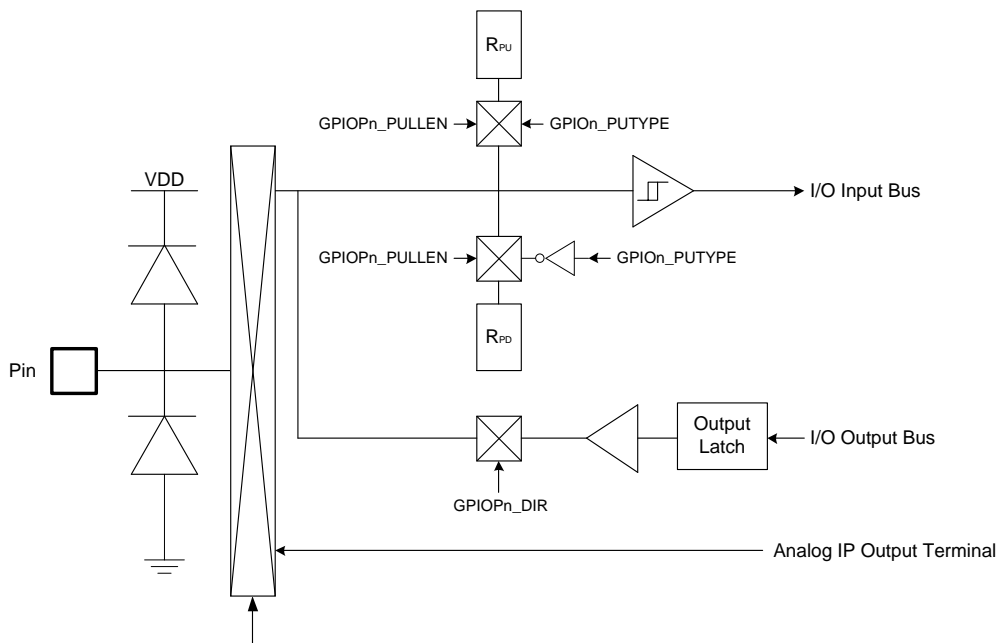 RPU
GPIOPn_PULLEN
GPIOn_PUTYPE
VDD
I/O Input Bus
GPIOPn_PULLEN
GPIOn_PUTYPE
RPD
Pin
Output
Latch
I/O Output Bus
GPIOPn_DIR
Analog IP Output Terminal